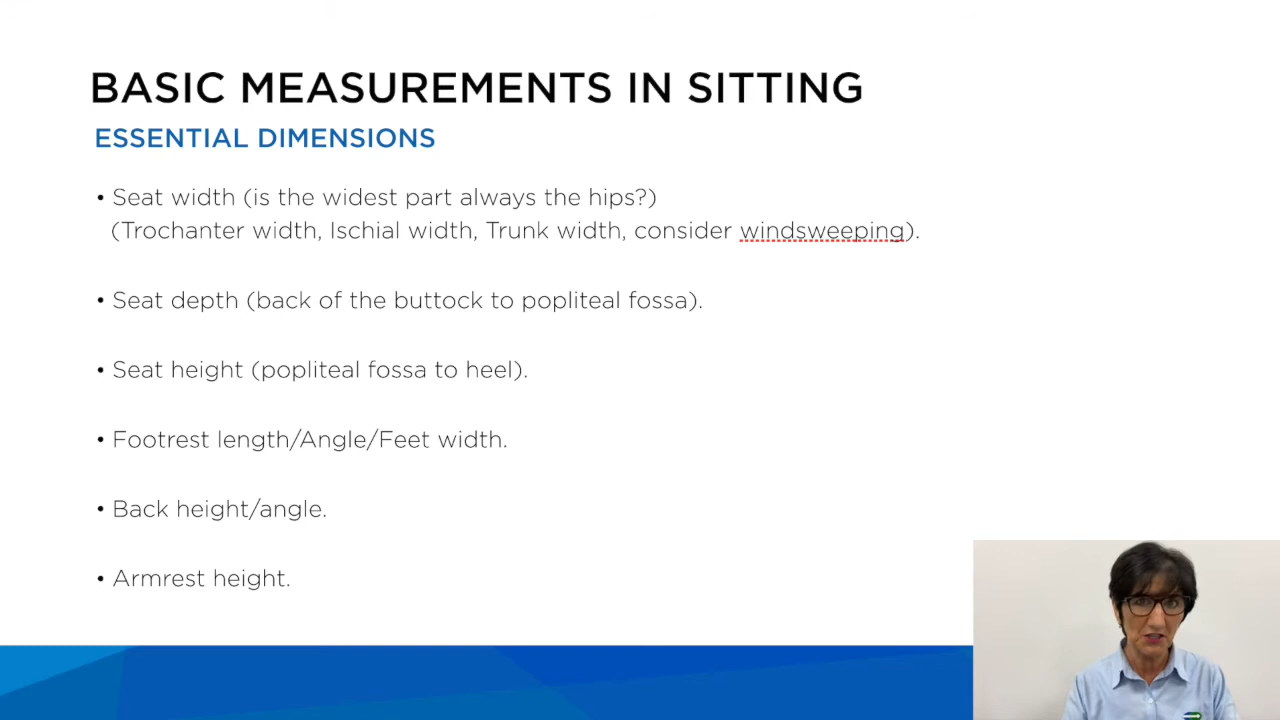 BASIC MEASUREMENTS IN SITTING
ESSENTIAL DIMENSIONS
• Seat width (is the widest part always the hips?)
(Trochanter width, Ischial width, Trunk width, consider windsweeping).
• Seat depth (back of the buttock to popliteal fossa).
• Seat height (popliteal fossa to heel).
• Footrest length/Angle/Feet width.
• Back height/angle.
• Armrest height.